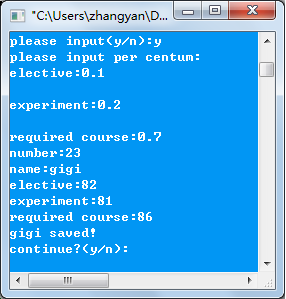 "C:\Users\zhangyan\D...
please input(y/n):y
please input per centum:
elective:0.1
experiment:0.2
required course:0.7
number:23
name:gigi
elective:82
experiment:81
required course:86
gigi saved!
continue?(y/n):